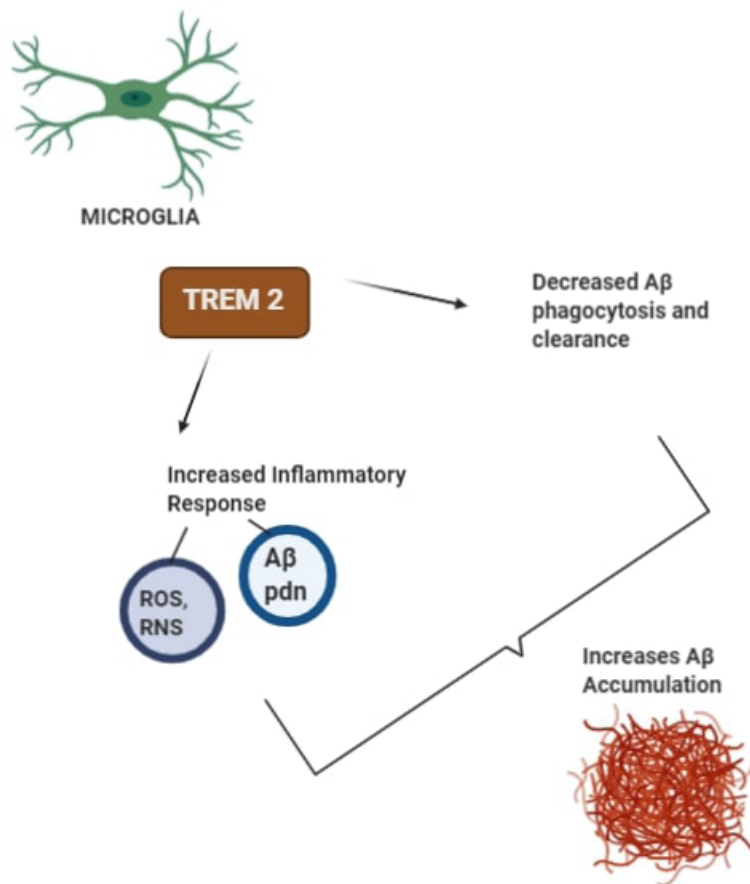 MICROGLIA
TREM 2
Decreased Aβ
phagocytosis and
clearance
Increased Inflammatory
Response
ROS,
RNS
Aβ
pdn
Increases Aβ
Accumulation